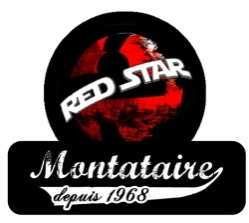 RED STAR
Montataire
depuis 1968